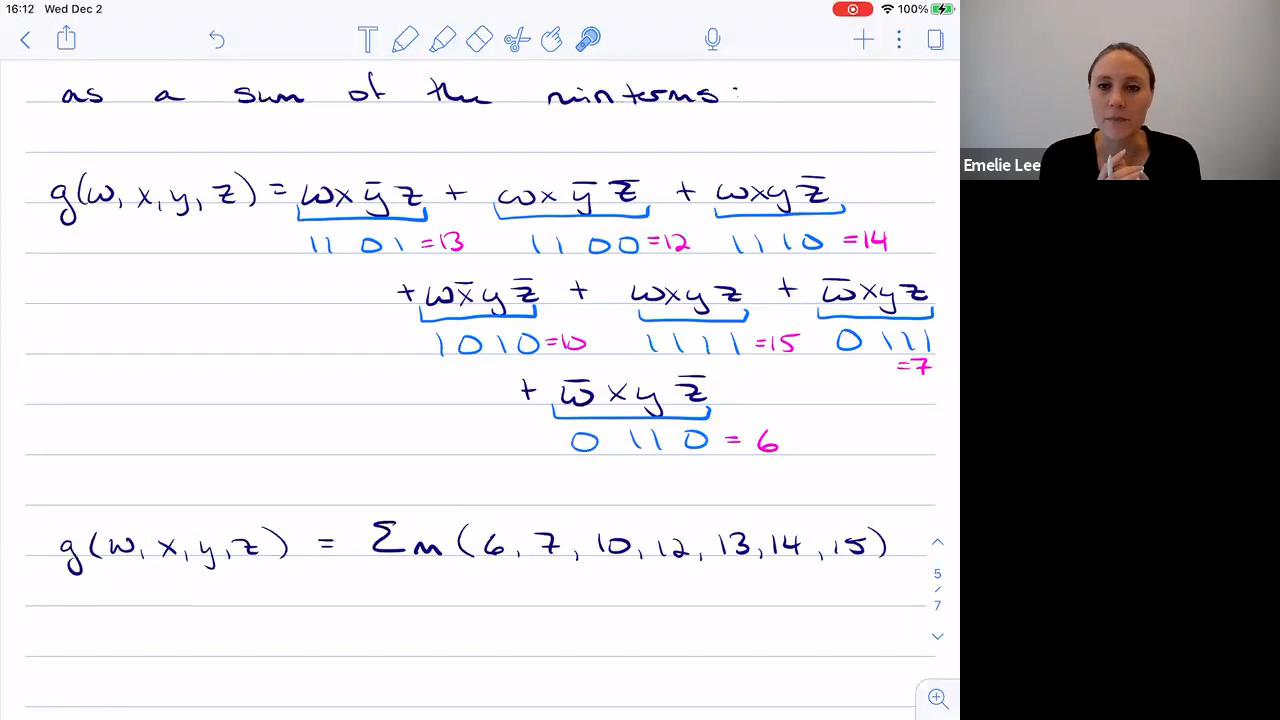 16:12 Wed Dec 2 100%
as a sum of the minterms:
g(w, x, y, z) = wxy̅z + wxy̅z̅ + wxyz̅
1101 =13 1100 =12 1110 =14
+ wx̅yz̅ + wxyz + w̅xyz
1010 =10 1111 =15 0111
=7
+ w̅xyz̅
0110 = 6
g(w, x, y, z) = Σm(6, 7, 10, 12, 13, 14, 15)
5
/
7
Emelie Lee